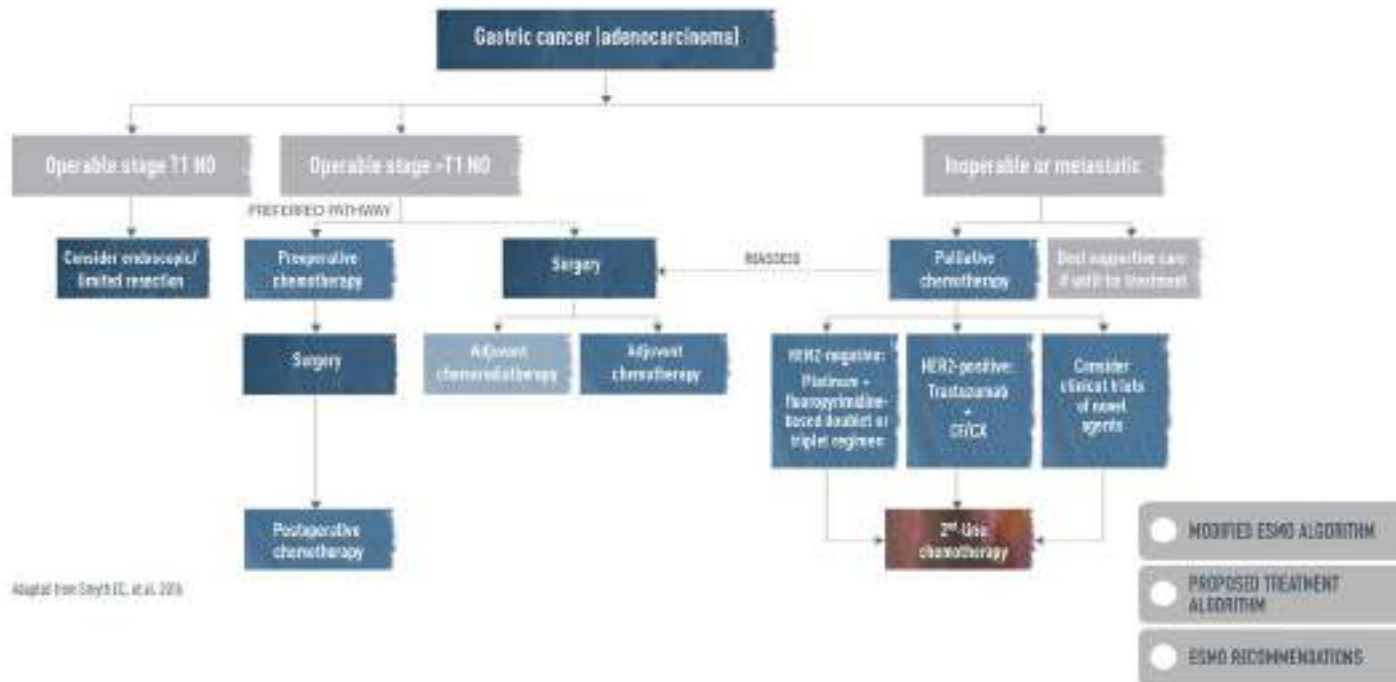 Gastric cancer (adenocarcinoma)
Operable stage T1 N0
Operable stage >T1 N0
Inoperable or metastatic
PREFERRED PATHWAY
Consider endoscopic/
limited resection
Preoperative
chemotherapy
Surgery
REASSESS
Palliative
chemotherapy
Best supportive care
if unfit for treatment
Surgery
Adjuvant
chemoradiotherapy
Adjuvant
chemotherapy
HER2-negative:
Platinum +
fluoropyrimidine-
based doublet or
triplet regimen
HER2-positive:
Trastuzumab
+
CF/CX
Consider
clinical trials
of novel
agents
Postoperative
chemotherapy
2nd-line
chemotherapy
Adapted from Smyth EC, et al. 2016
MODIFIED ESMO ALGORITHM
PROPOSED TREATMENT
ALGORITHM
ESMO RECOMMENDATIONS